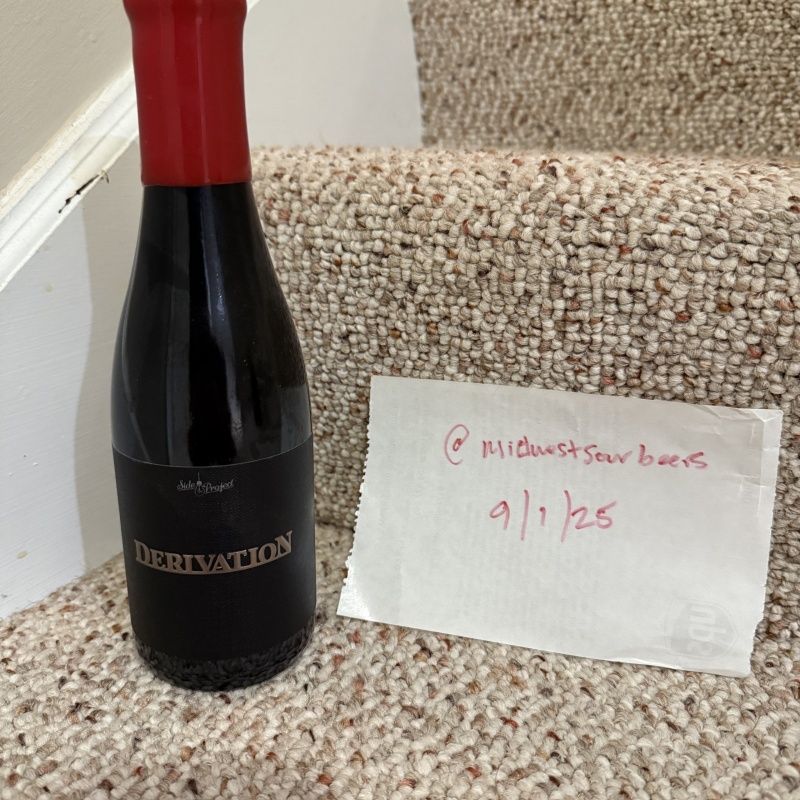 Side Project
DERIVATION
@midwestsourbeers
9/1/25